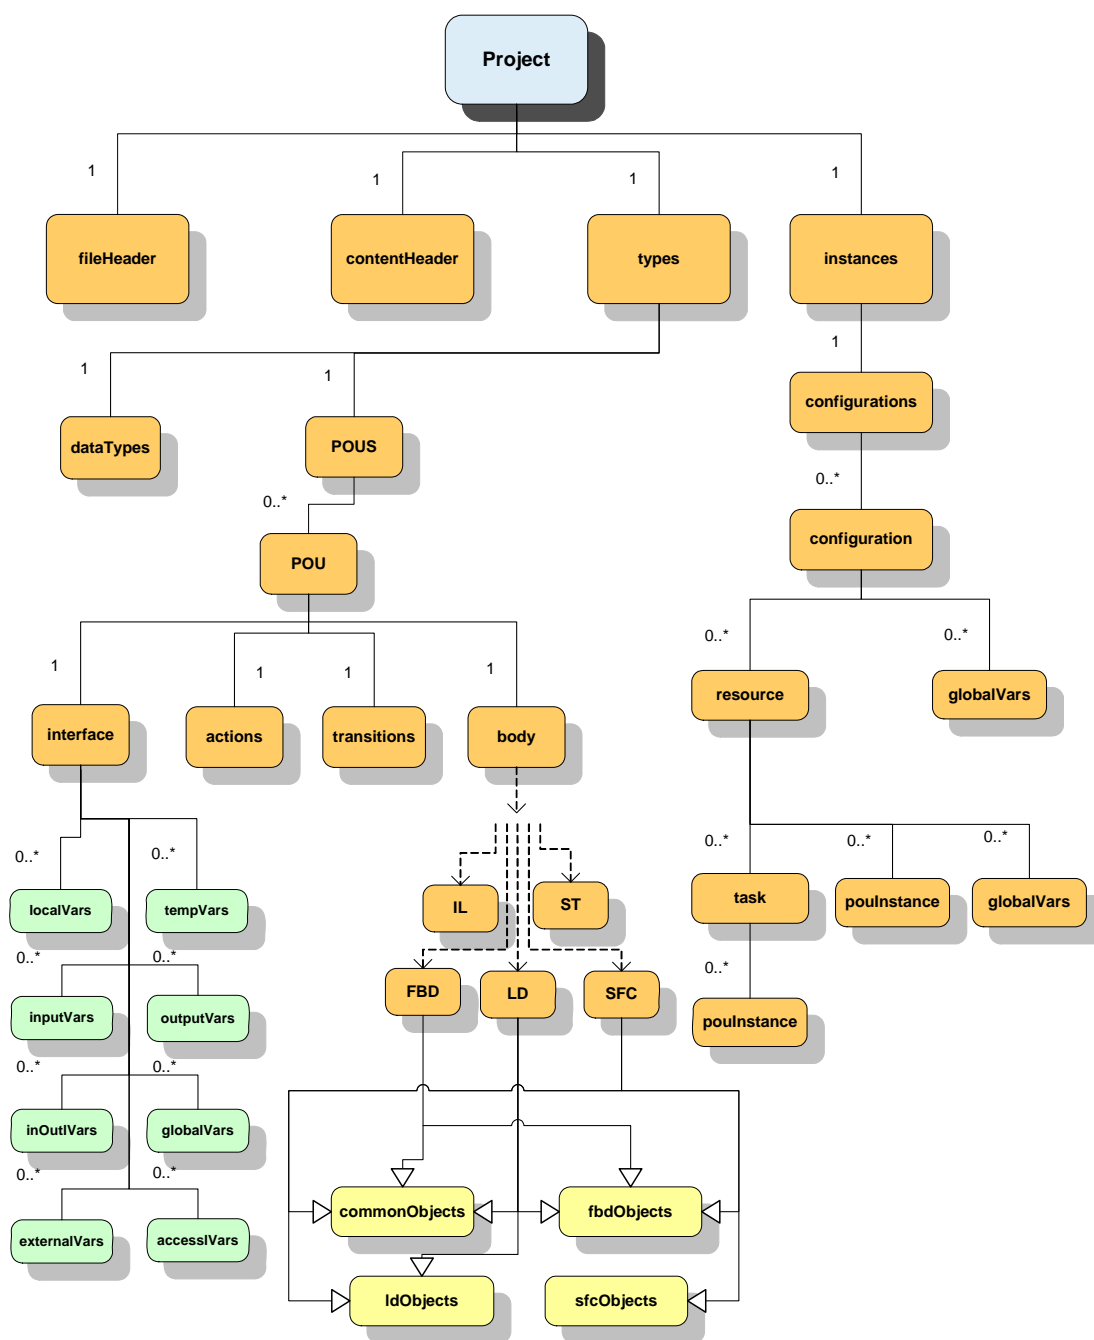 Project
1
1
1
1
fileHeader
contentHeader
types
instances
1
1
1
dataTypes
POUS
configurations
0..*
0..*
POU
configuration
1
1
1
1
0..*
0..*
interface
actions
transitions
body
resource
globalVars
0..*
0..*
0..*
0..*
0..*
localVars
tempVars
IL
ST
task
pouInstance
globalVars
0..*
0..*
0..*
inputVars
outputVars
FBD
LD
SFC
pouInstance
0..*
0..*
inOutlVars
globalVars
0..*
0..*
externalVars
accesslVars
commonObjects
fbdObjects
ldObjects
sfcObjects